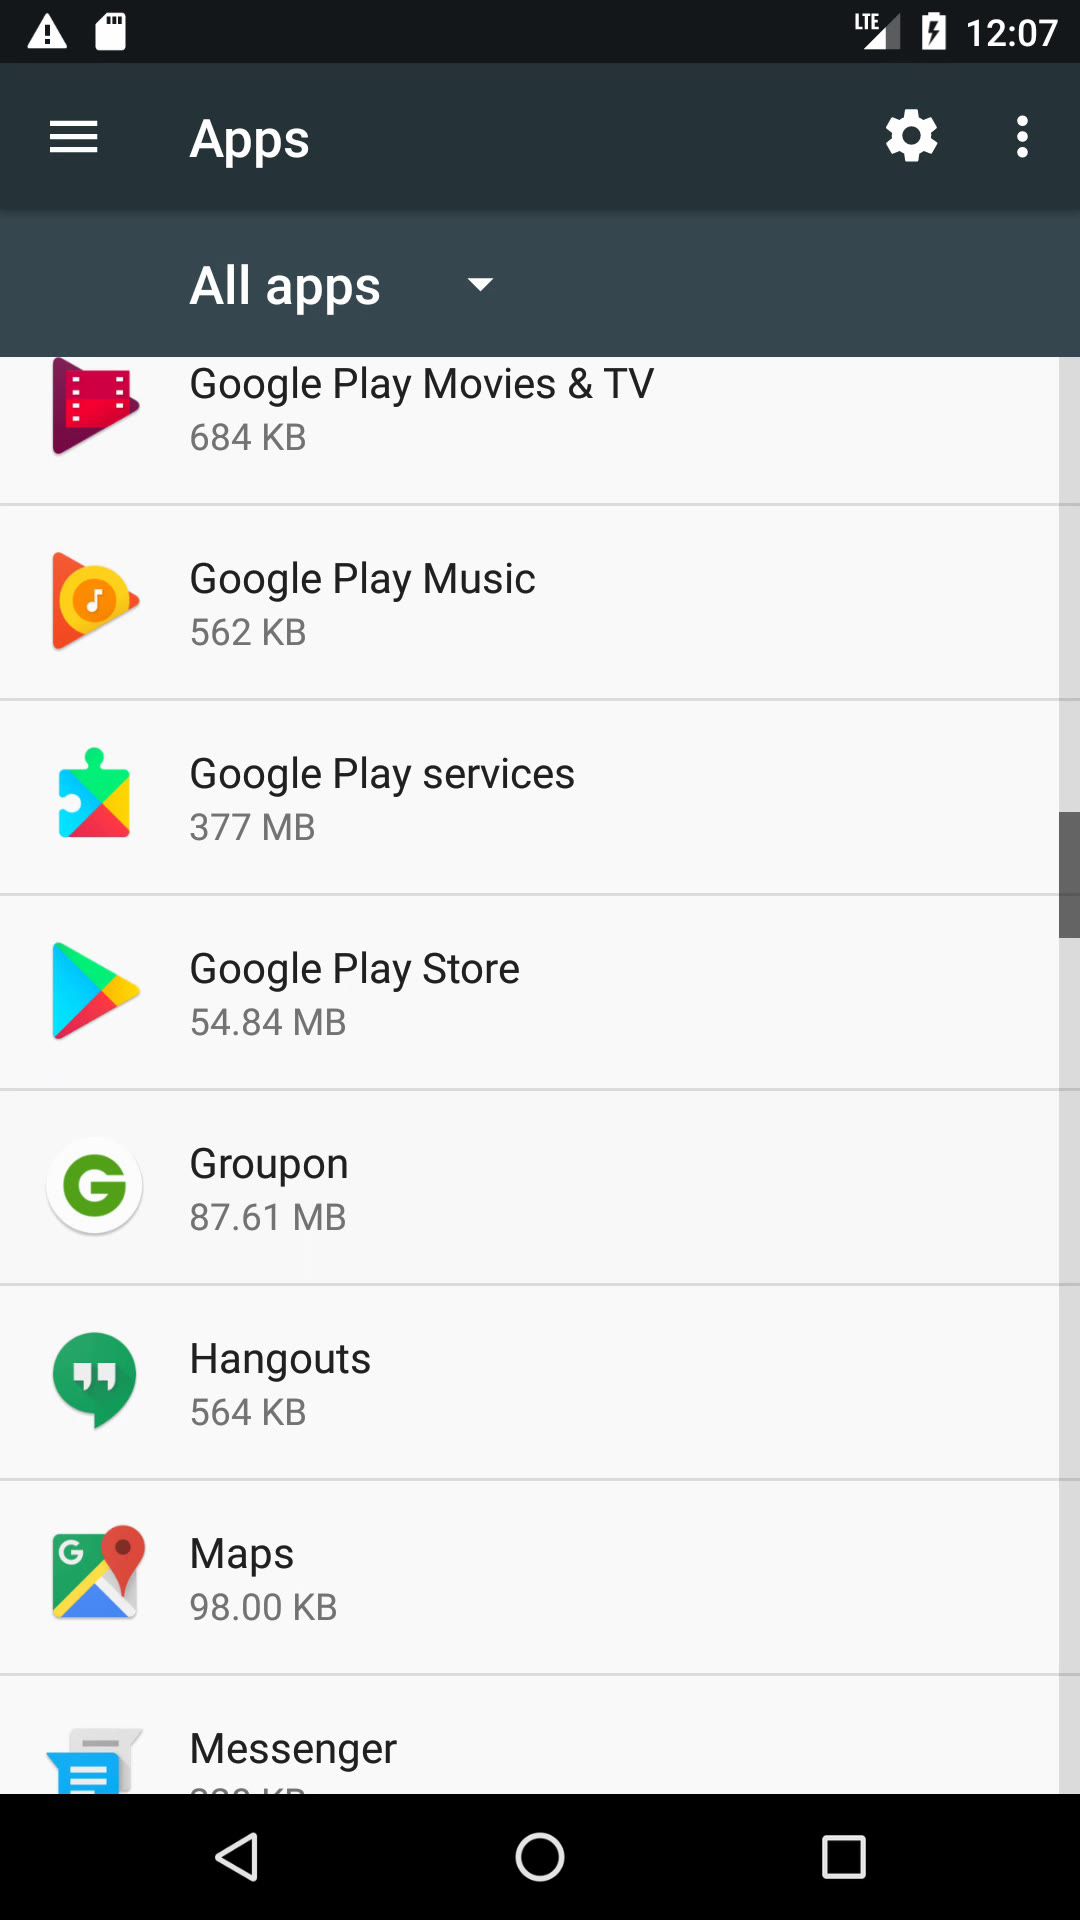 LTE 12:07
Apps
All apps
Google Play Movies & TV
684 KB
Google Play Music
562 KB
Google Play services
377 MB
Google Play Store
54.84 MB
Groupon
87.61 MB
Hangouts
564 KB
Maps
98.00 KB
Messenger